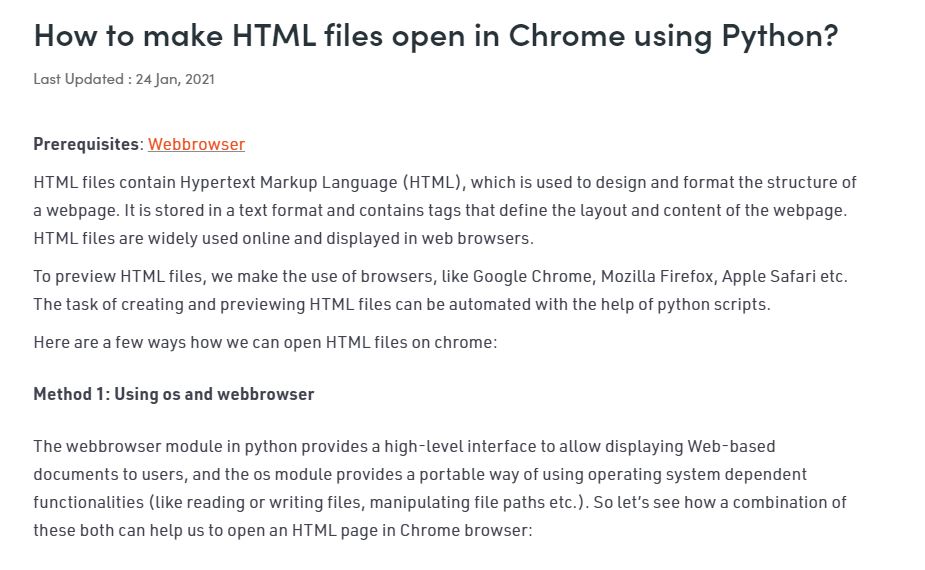 How to make HTML files open in Chrome using Python?
Last Updated : 24 Jan, 2021
Prerequisites: Webbrowser
HTML files contain Hypertext Markup Language (HTML), which is used to design and format the structure of
a webpage. It is stored in a text format and contains tags that define the layout and content of the webpage.
HTML files are widely used online and displayed in web browsers.
To preview HTML files, we make the use of browsers, like Google Chrome, Mozilla Firefox, Apple Safari etc.
The task of creating and previewing HTML files can be automated with the help of python scripts.
Here are a few ways how we can open HTML files on chrome:
Method 1: Using os and webbrowser
The webbrowser module in python provides a high-level interface to allow displaying Web-based
documents to users, and the os module provides a portable way of using operating system dependent
functionalities (like reading or writing files, manipulating file paths etc.). So let’s see how a combination of
these both can help us to open an HTML page in Chrome browser: